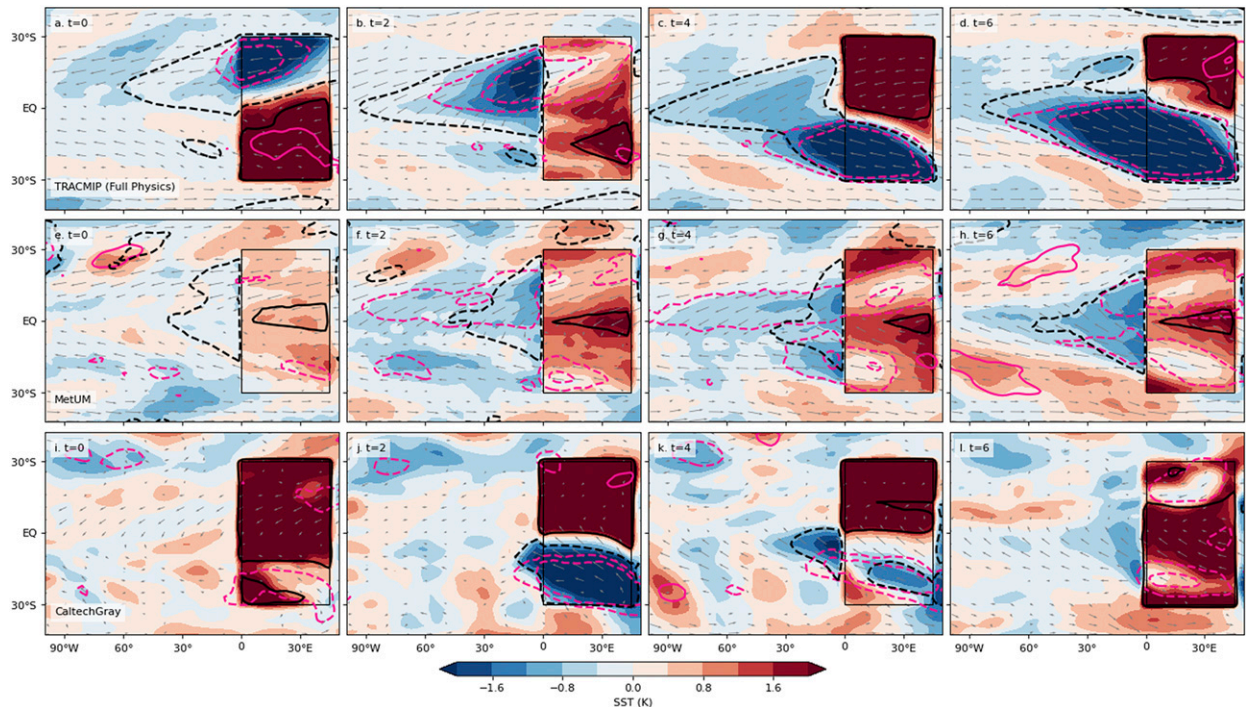 a. t=0
b. t=2
c. t=4
d. t=6
30°S
EQ
30°S
TRACMIP (Full Physics)
e. t=0
f. t=2
g. t=4
h. t=6
30°S
EQ
30°S
MetUM
i. t=0
j. t=2
k. t=4
l. t=6
30°S
EQ
30°S
CaltechGray
90°W 60° 30° 0 30°E
90°W 60° 30° 0 30°E
90°W 60° 30° 0 30°E
90°W 60° 30° 0 30°E
−1.6 −0.8 0.0 0.8 1.6
SST (K)